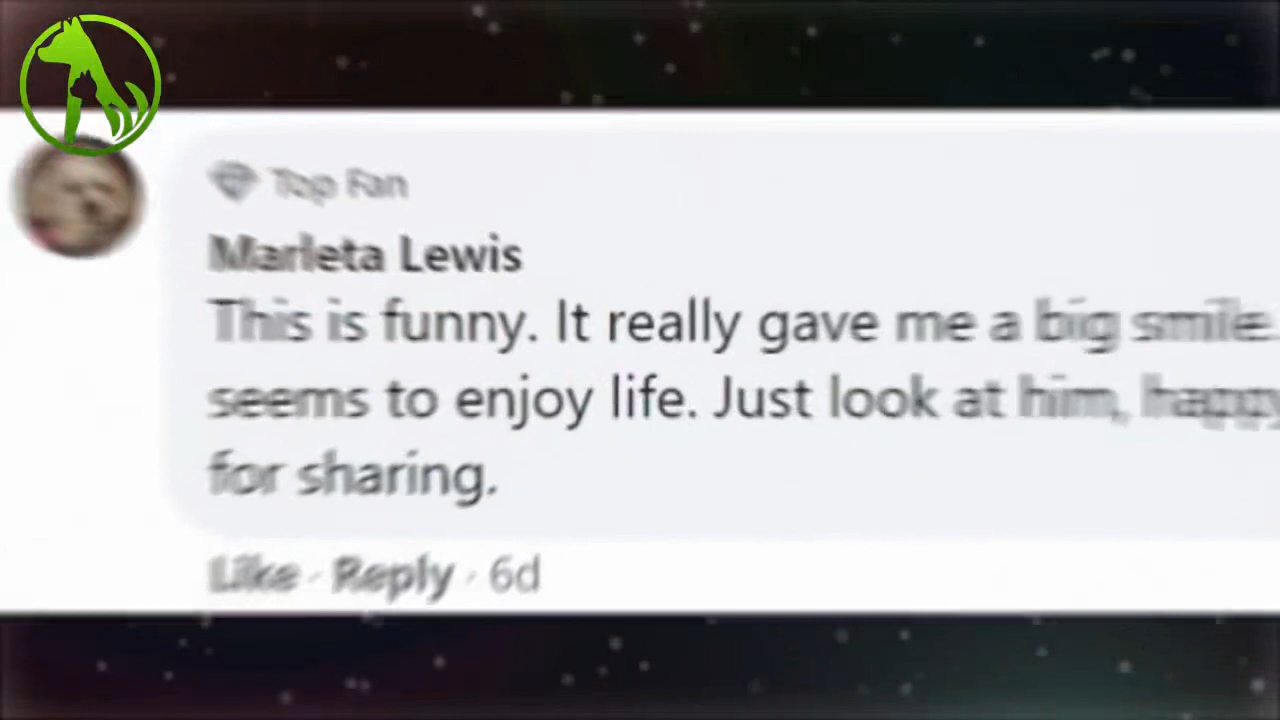 Top Fan
Marleta Lewis
This is funny. It really gave me a big smile.
seems to enjoy life. Just look at him, happy
for sharing.
Like · Reply · 6d